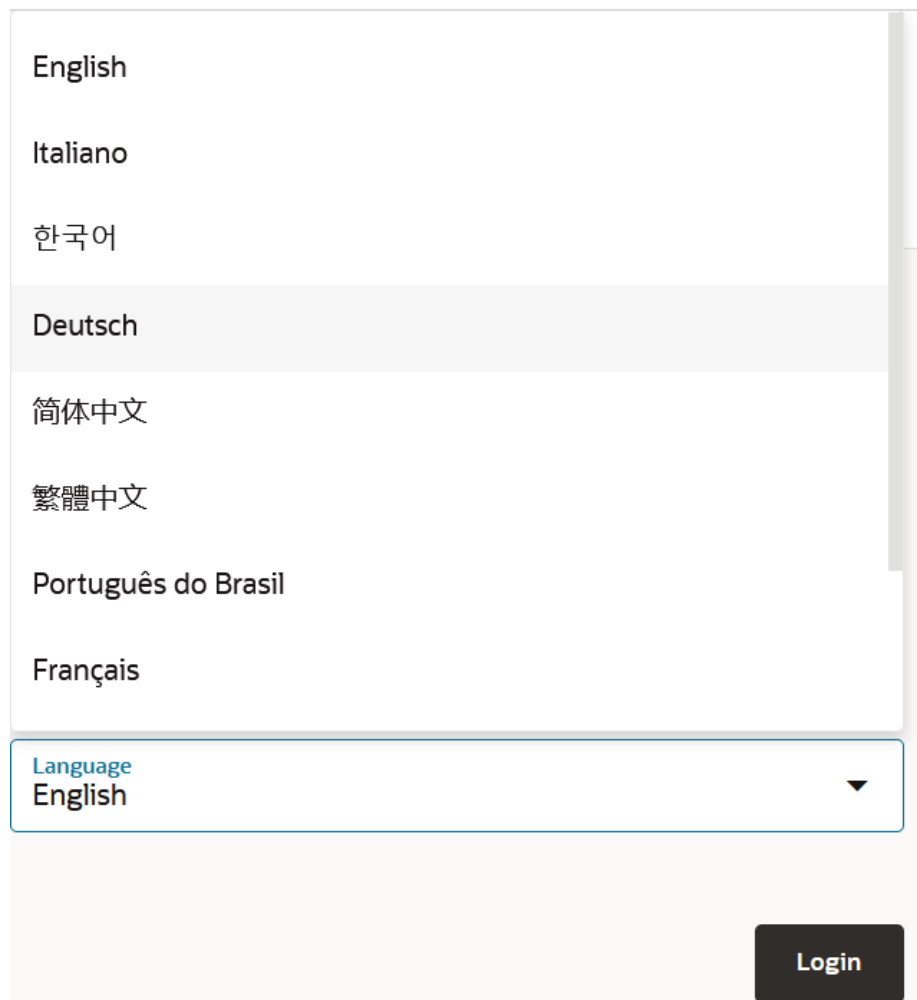 English
Italiano
한국어
Deutsch
简体中文
繁體中文
Português do Brasil
Français
Language
English
Login